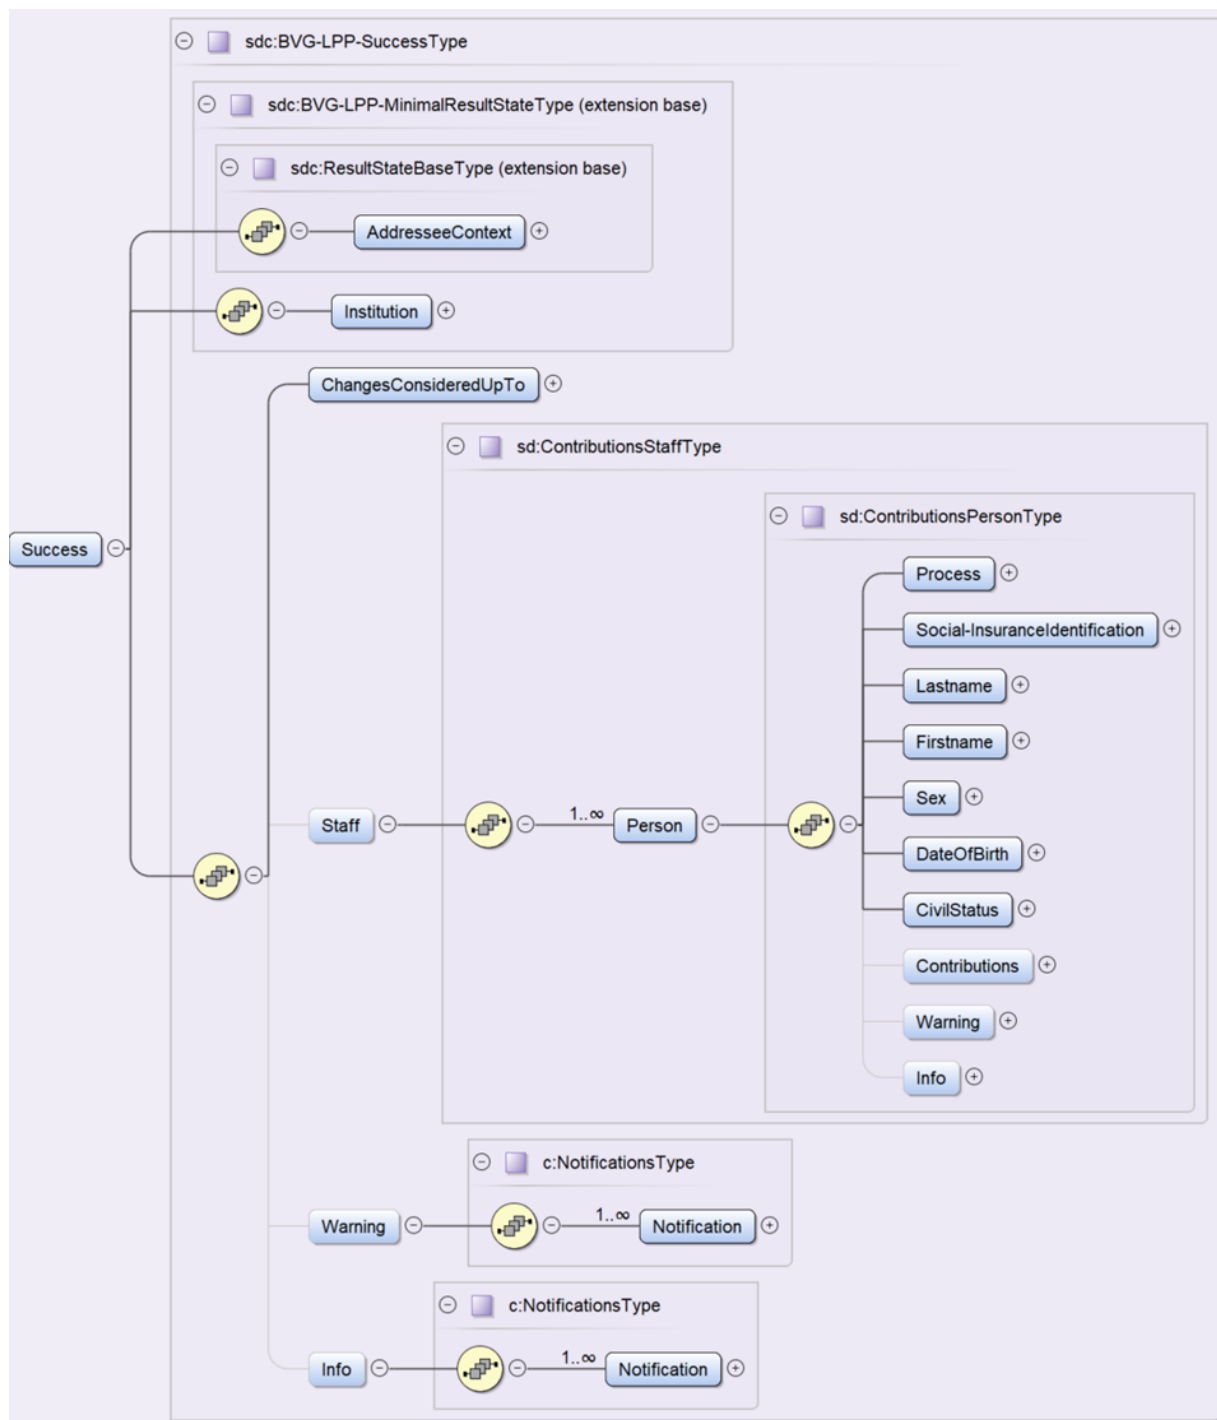 sdc:BVG-LPP-SuccessType
sdc:BVG-LPP-MinimalResultStateType (extension base)
sdc:ResultStateBaseType (extension base)
AddresseeContext
Institution
ChangesConsideredUpTo
sd:ContributionsStaffType
sd:ContributionsPersonType
Success
Process
Social-InsuranceIdentification
Lastname
Firstname
Sex
Staff
1..∞
Person
DateOfBirth
CivilStatus
Contributions
Warning
Info
c:NotificationsType
Warning
1..∞
Notification
c:NotificationsType
Info
1..∞
Notification